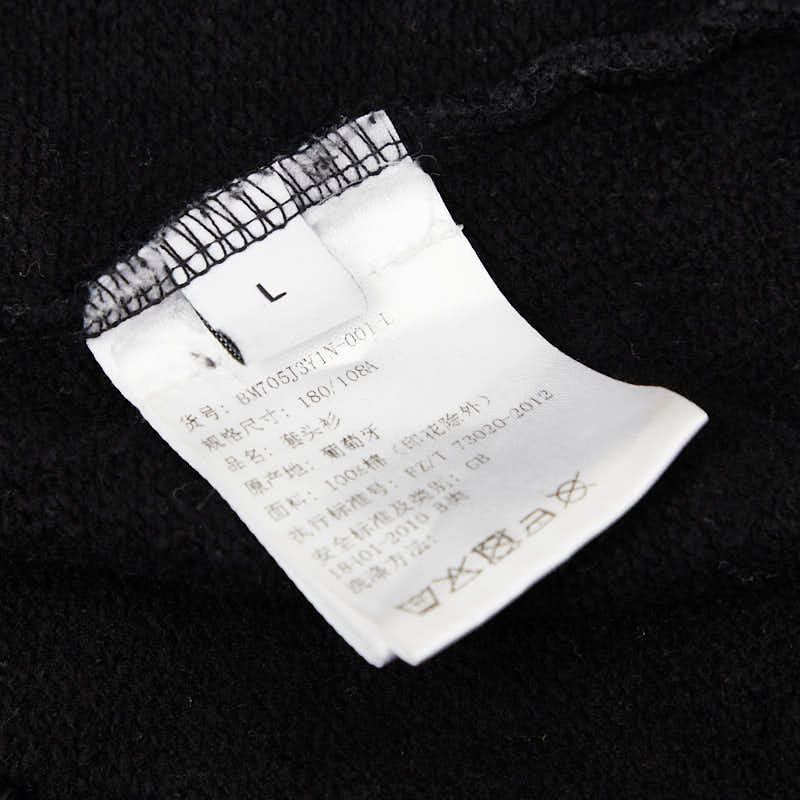 L
货号: BM705J3Y1N-001-L
规格尺寸: 180/108A
品名: 套头衫
原产地: 葡萄牙
面料: 100%棉 (印花除外)
执行标准号: FZ/T 73020-2012
安全标准及类别: GB
18401-2010 B类
洗涤方法: